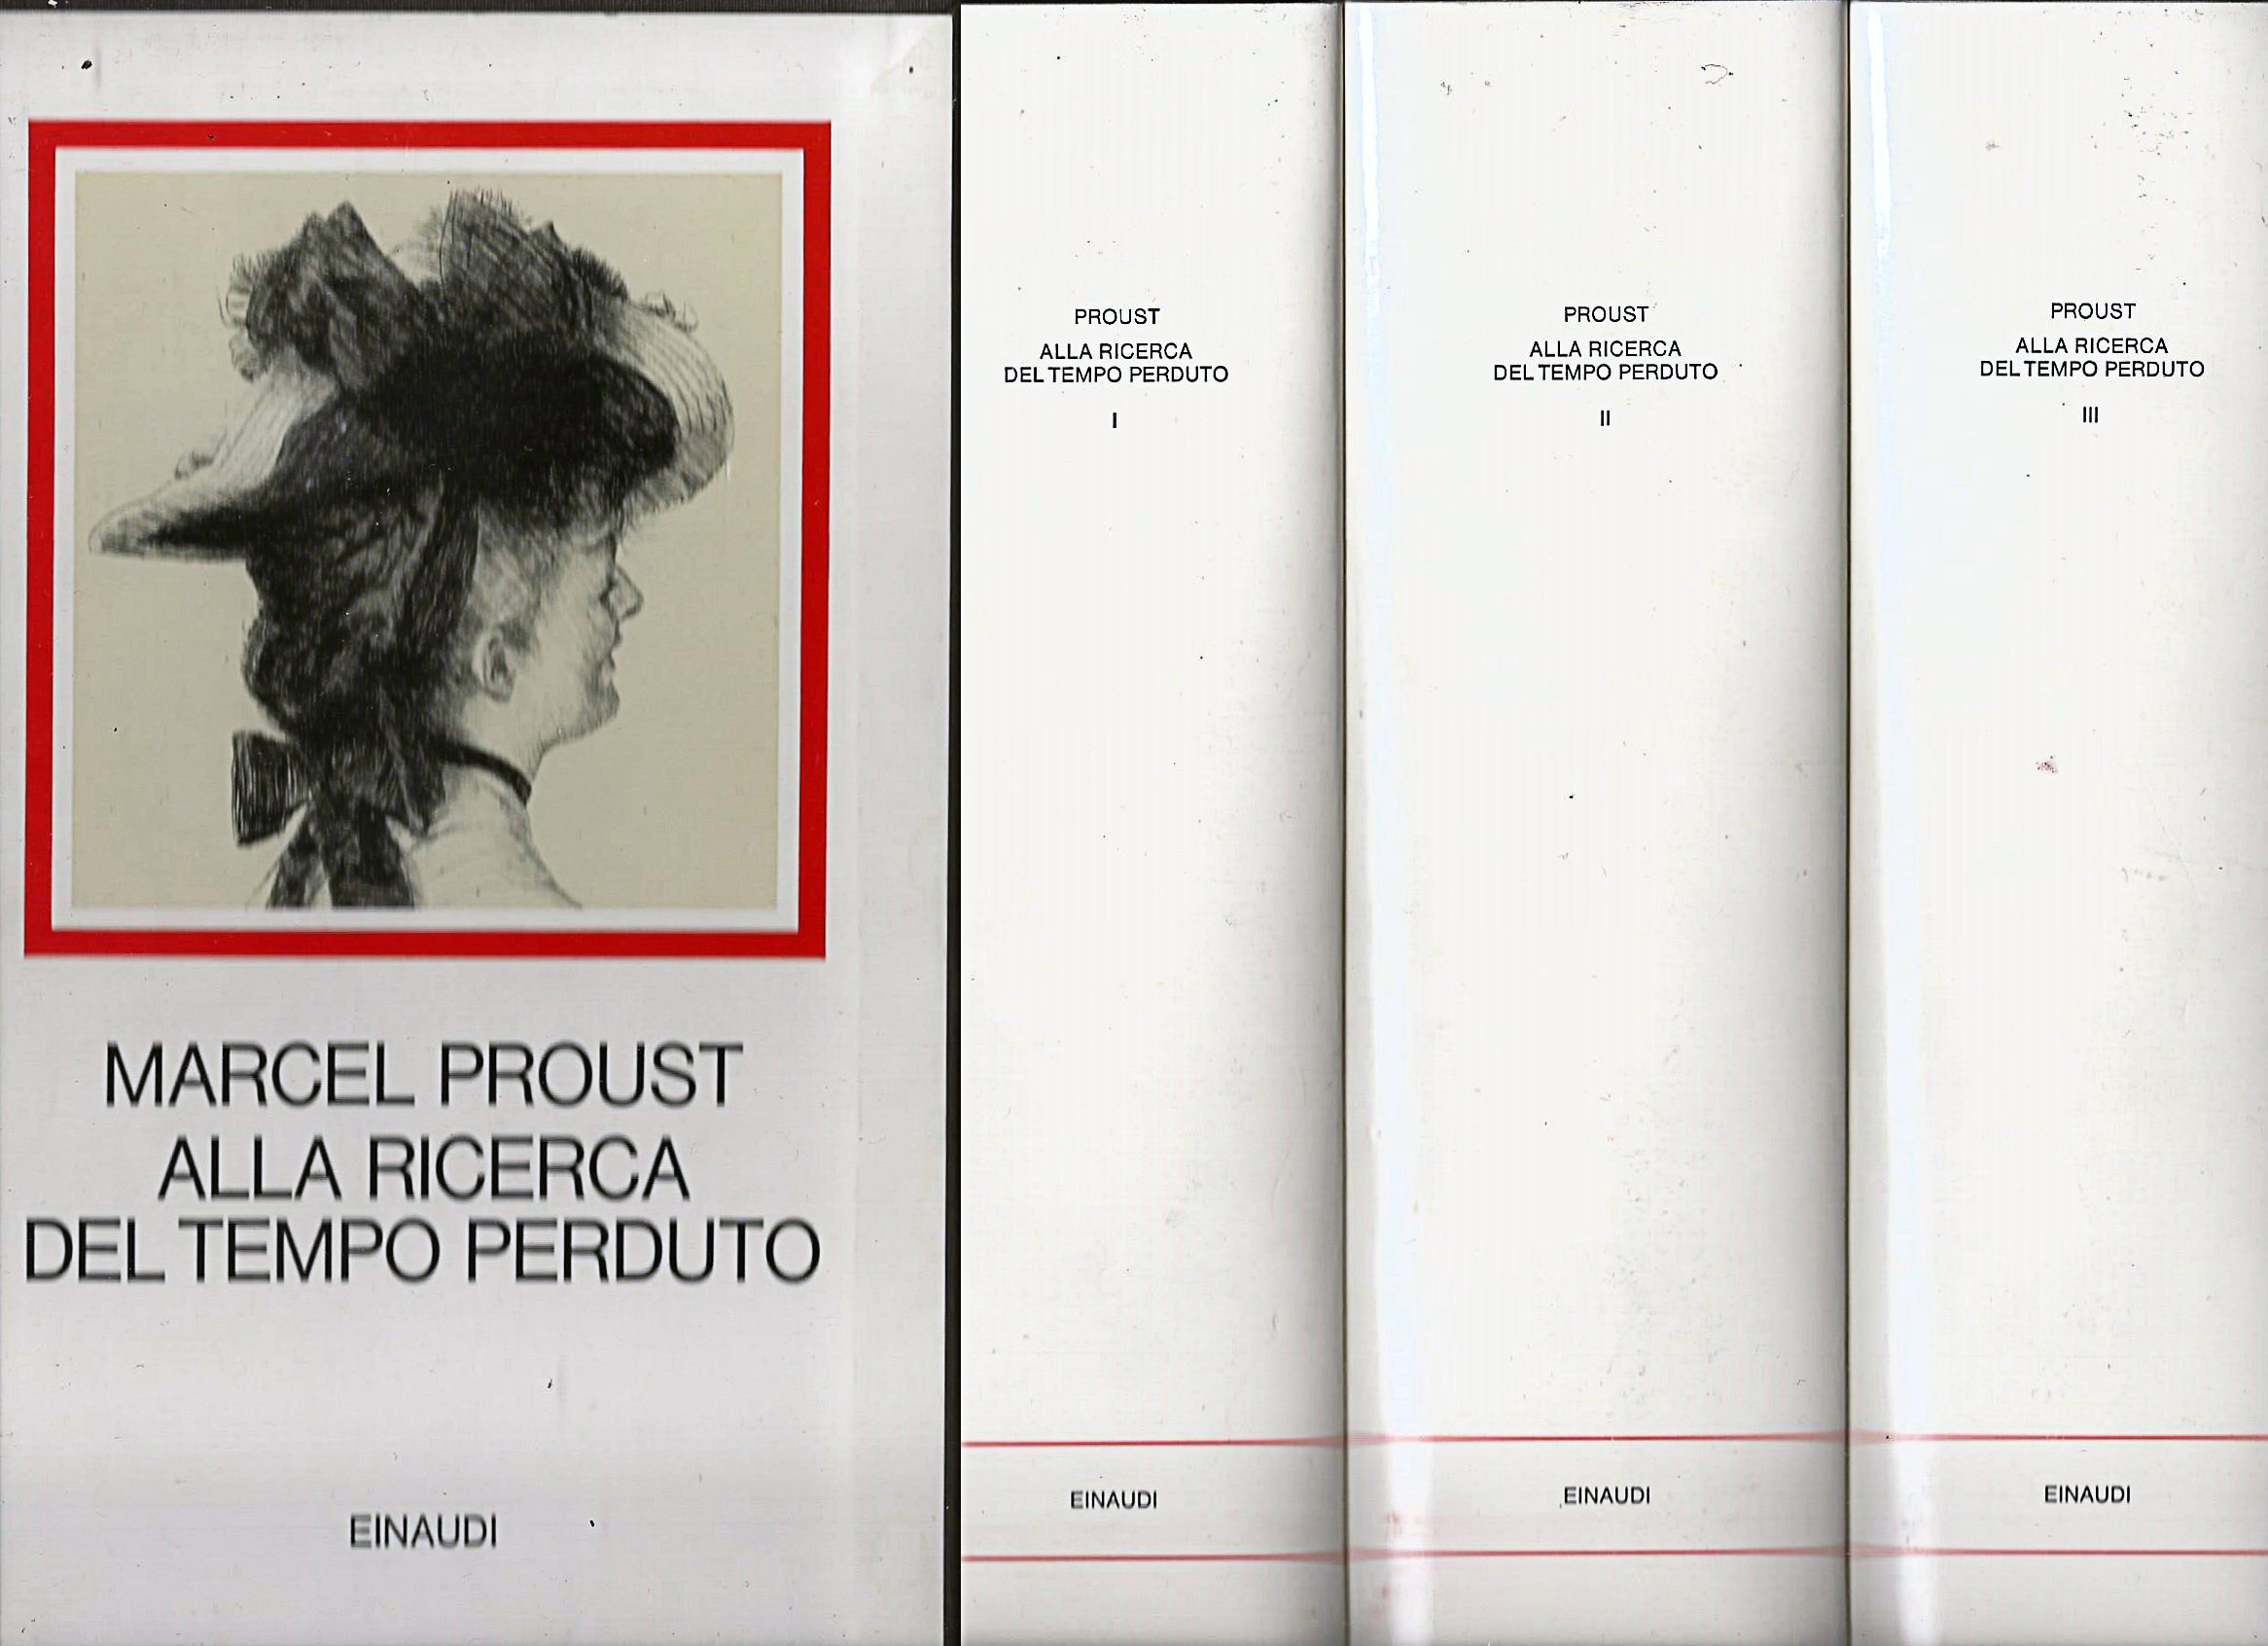 MARCEL PROUST
ALLA RICERCA
DEL TEMPO PERDUTO
EINAUDI
PROUST
ALLA RICERCA
DEL TEMPO PERDUTO
I
EINAUDI
PROUST
ALLA RICERCA
DEL TEMPO PERDUTO
II
EINAUDI
PROUST
ALLA RICERCA
DEL TEMPO PERDUTO
III
EINAUDI